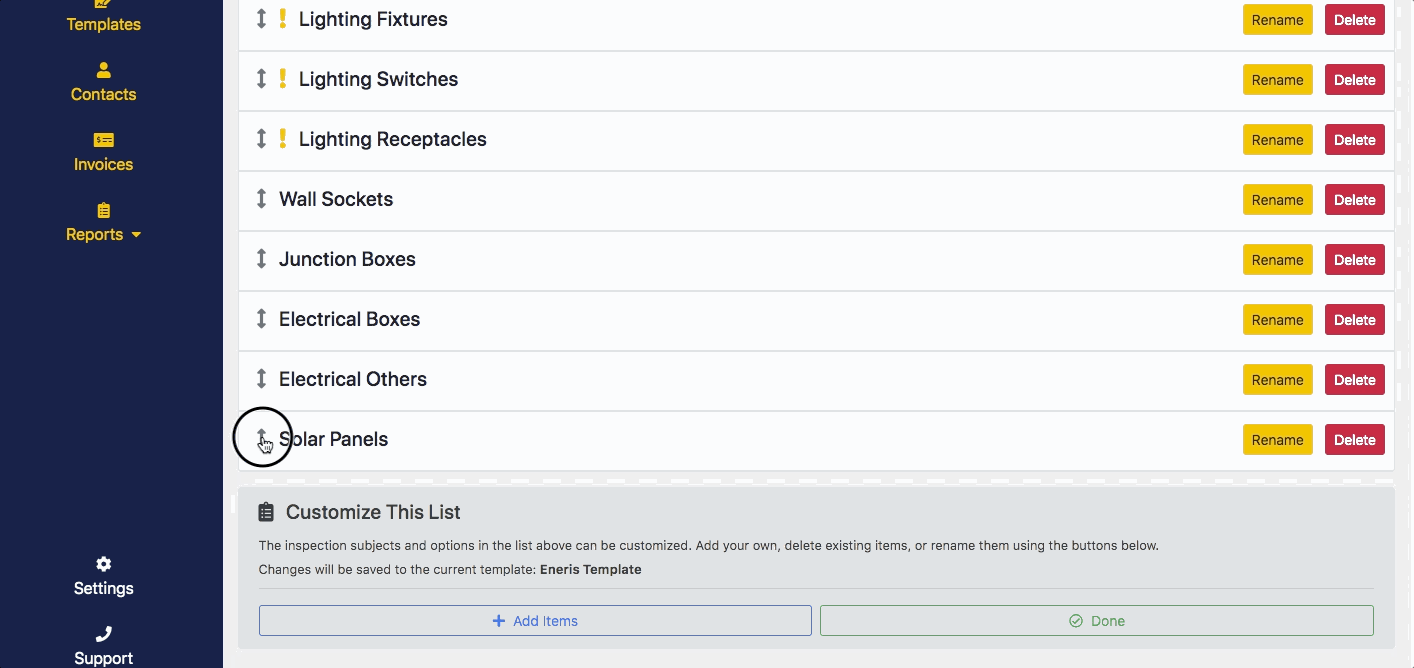 Templates
Contacts
Invoices
Reports
Settings
Support
Lighting Fixtures Rename Delete
Lighting Switches Rename Delete
Lighting Receptacles Rename Delete
Wall Sockets Rename Delete
Junction Boxes Rename Delete
Electrical Boxes Rename Delete
Electrical Others Rename Delete
Solar Panels Rename Delete
Customize This List
The inspection subjects and options in the list above can be customized. Add your own, delete existing items, or rename them using the buttons below.
Changes will be saved to the current template: Eneris Template
Add Items Done